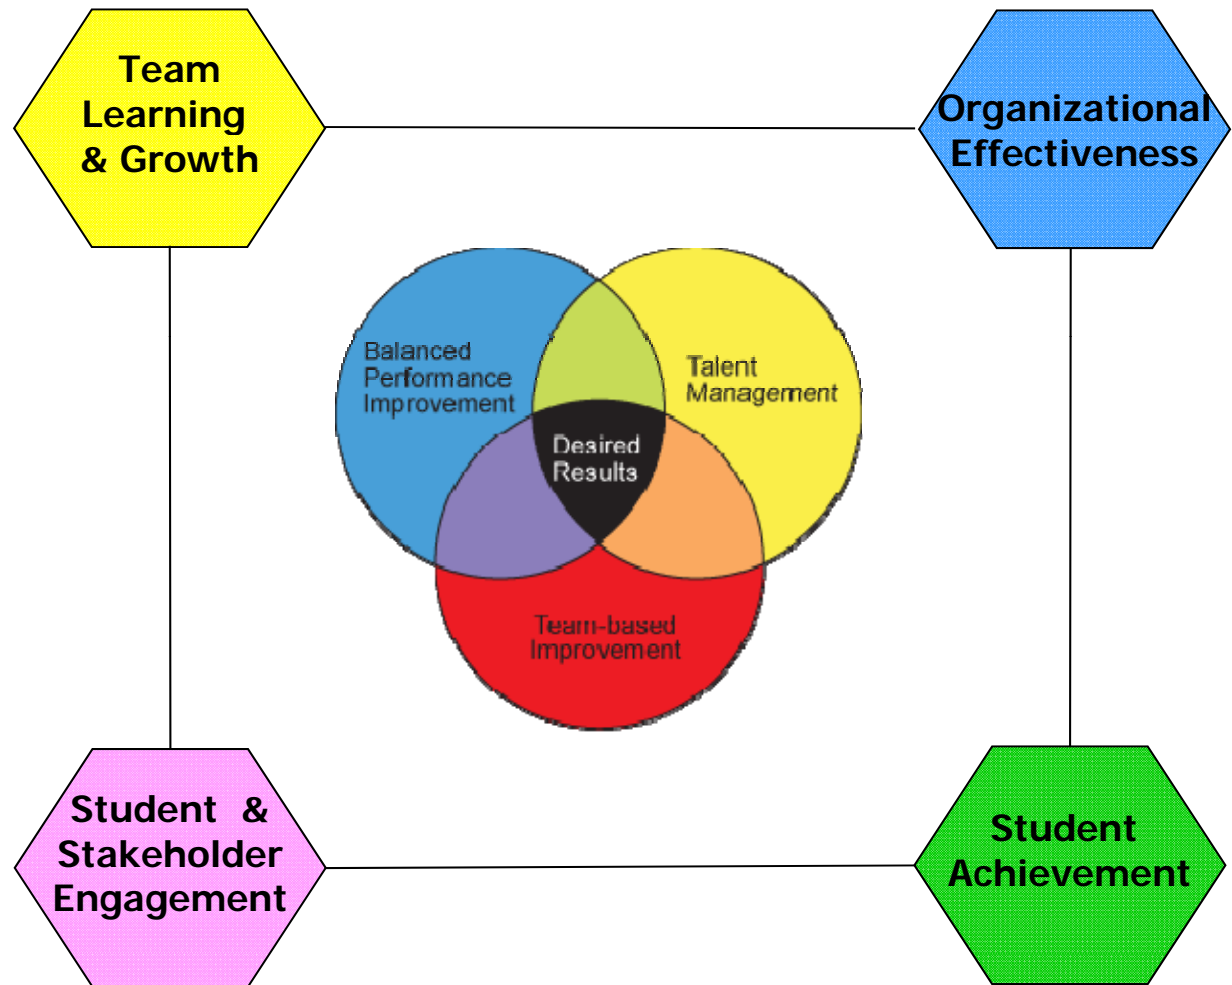 Team
Learning
& Growth
Organizational
Effectiveness
Balanced
Performance
Improvement
Talent
Management
Desired
Results
Team-based
Improvement
Student &
Stakeholder
Engagement
Student
Achievement